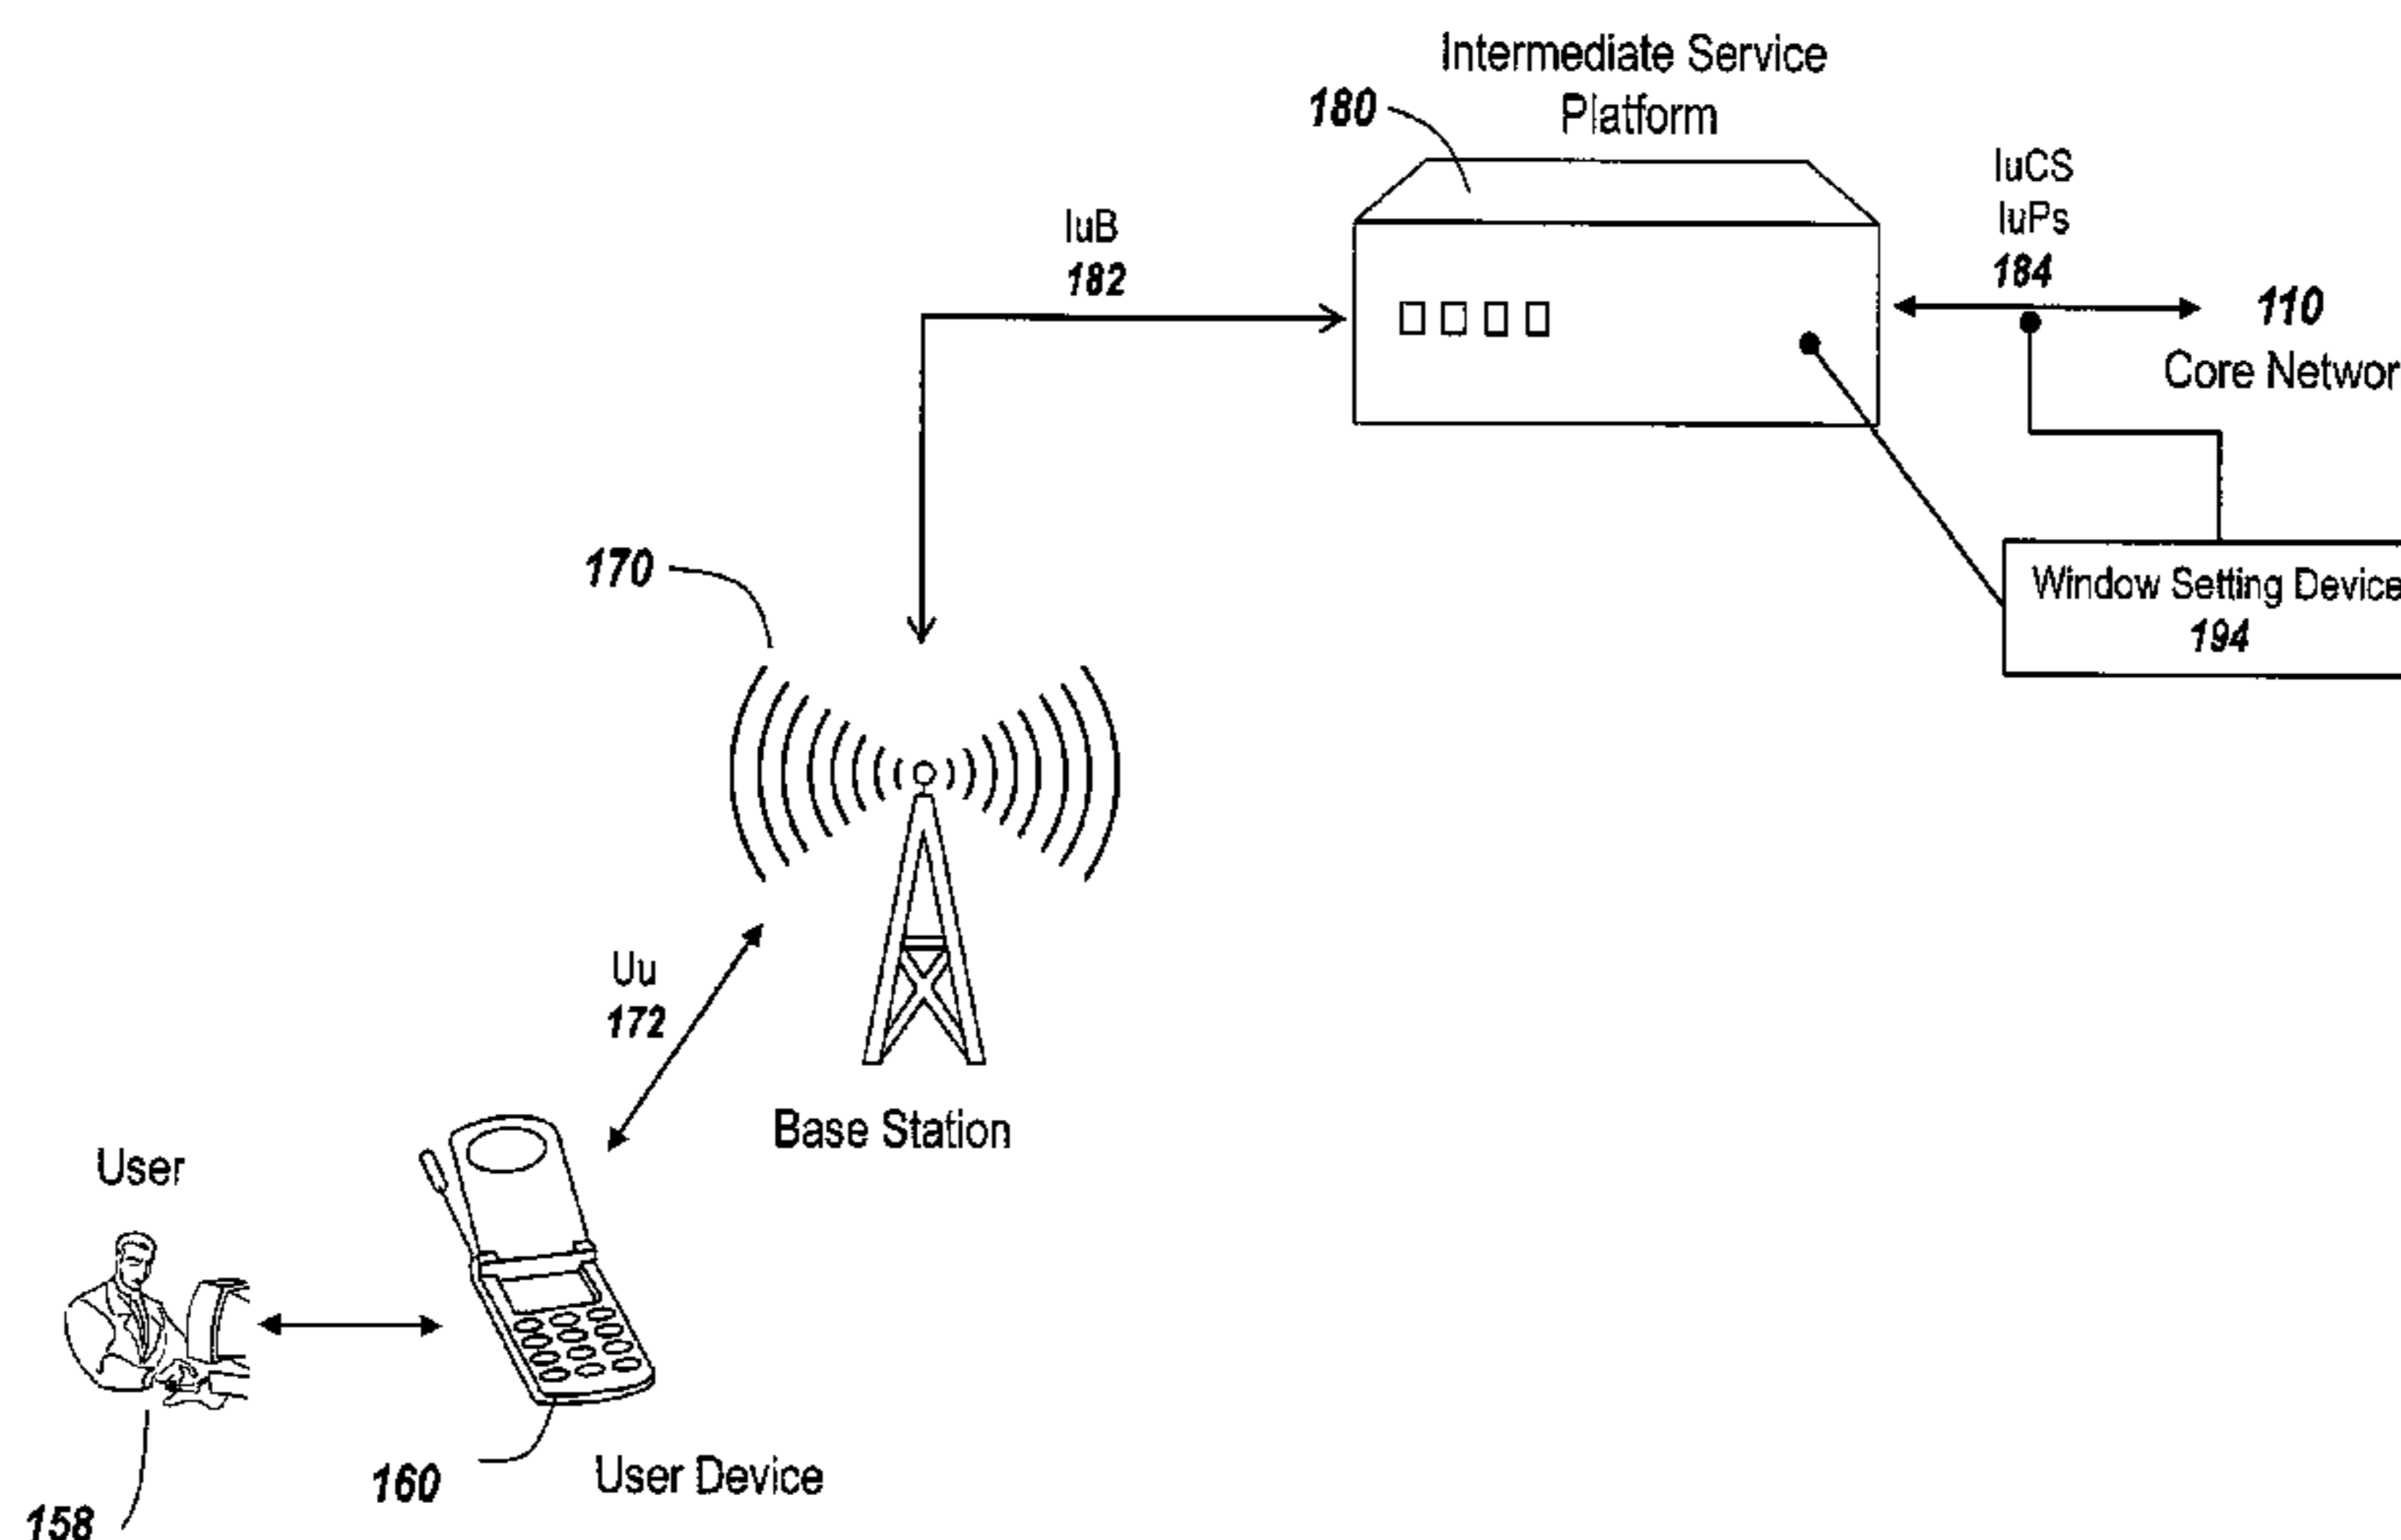 Intermediate Service
Platform
180
IuCS
IuPs
184
IuB
182
110
Core Networ
170
Window Setting Device
194
Uu
172
Base Station
User
160
User Device
158